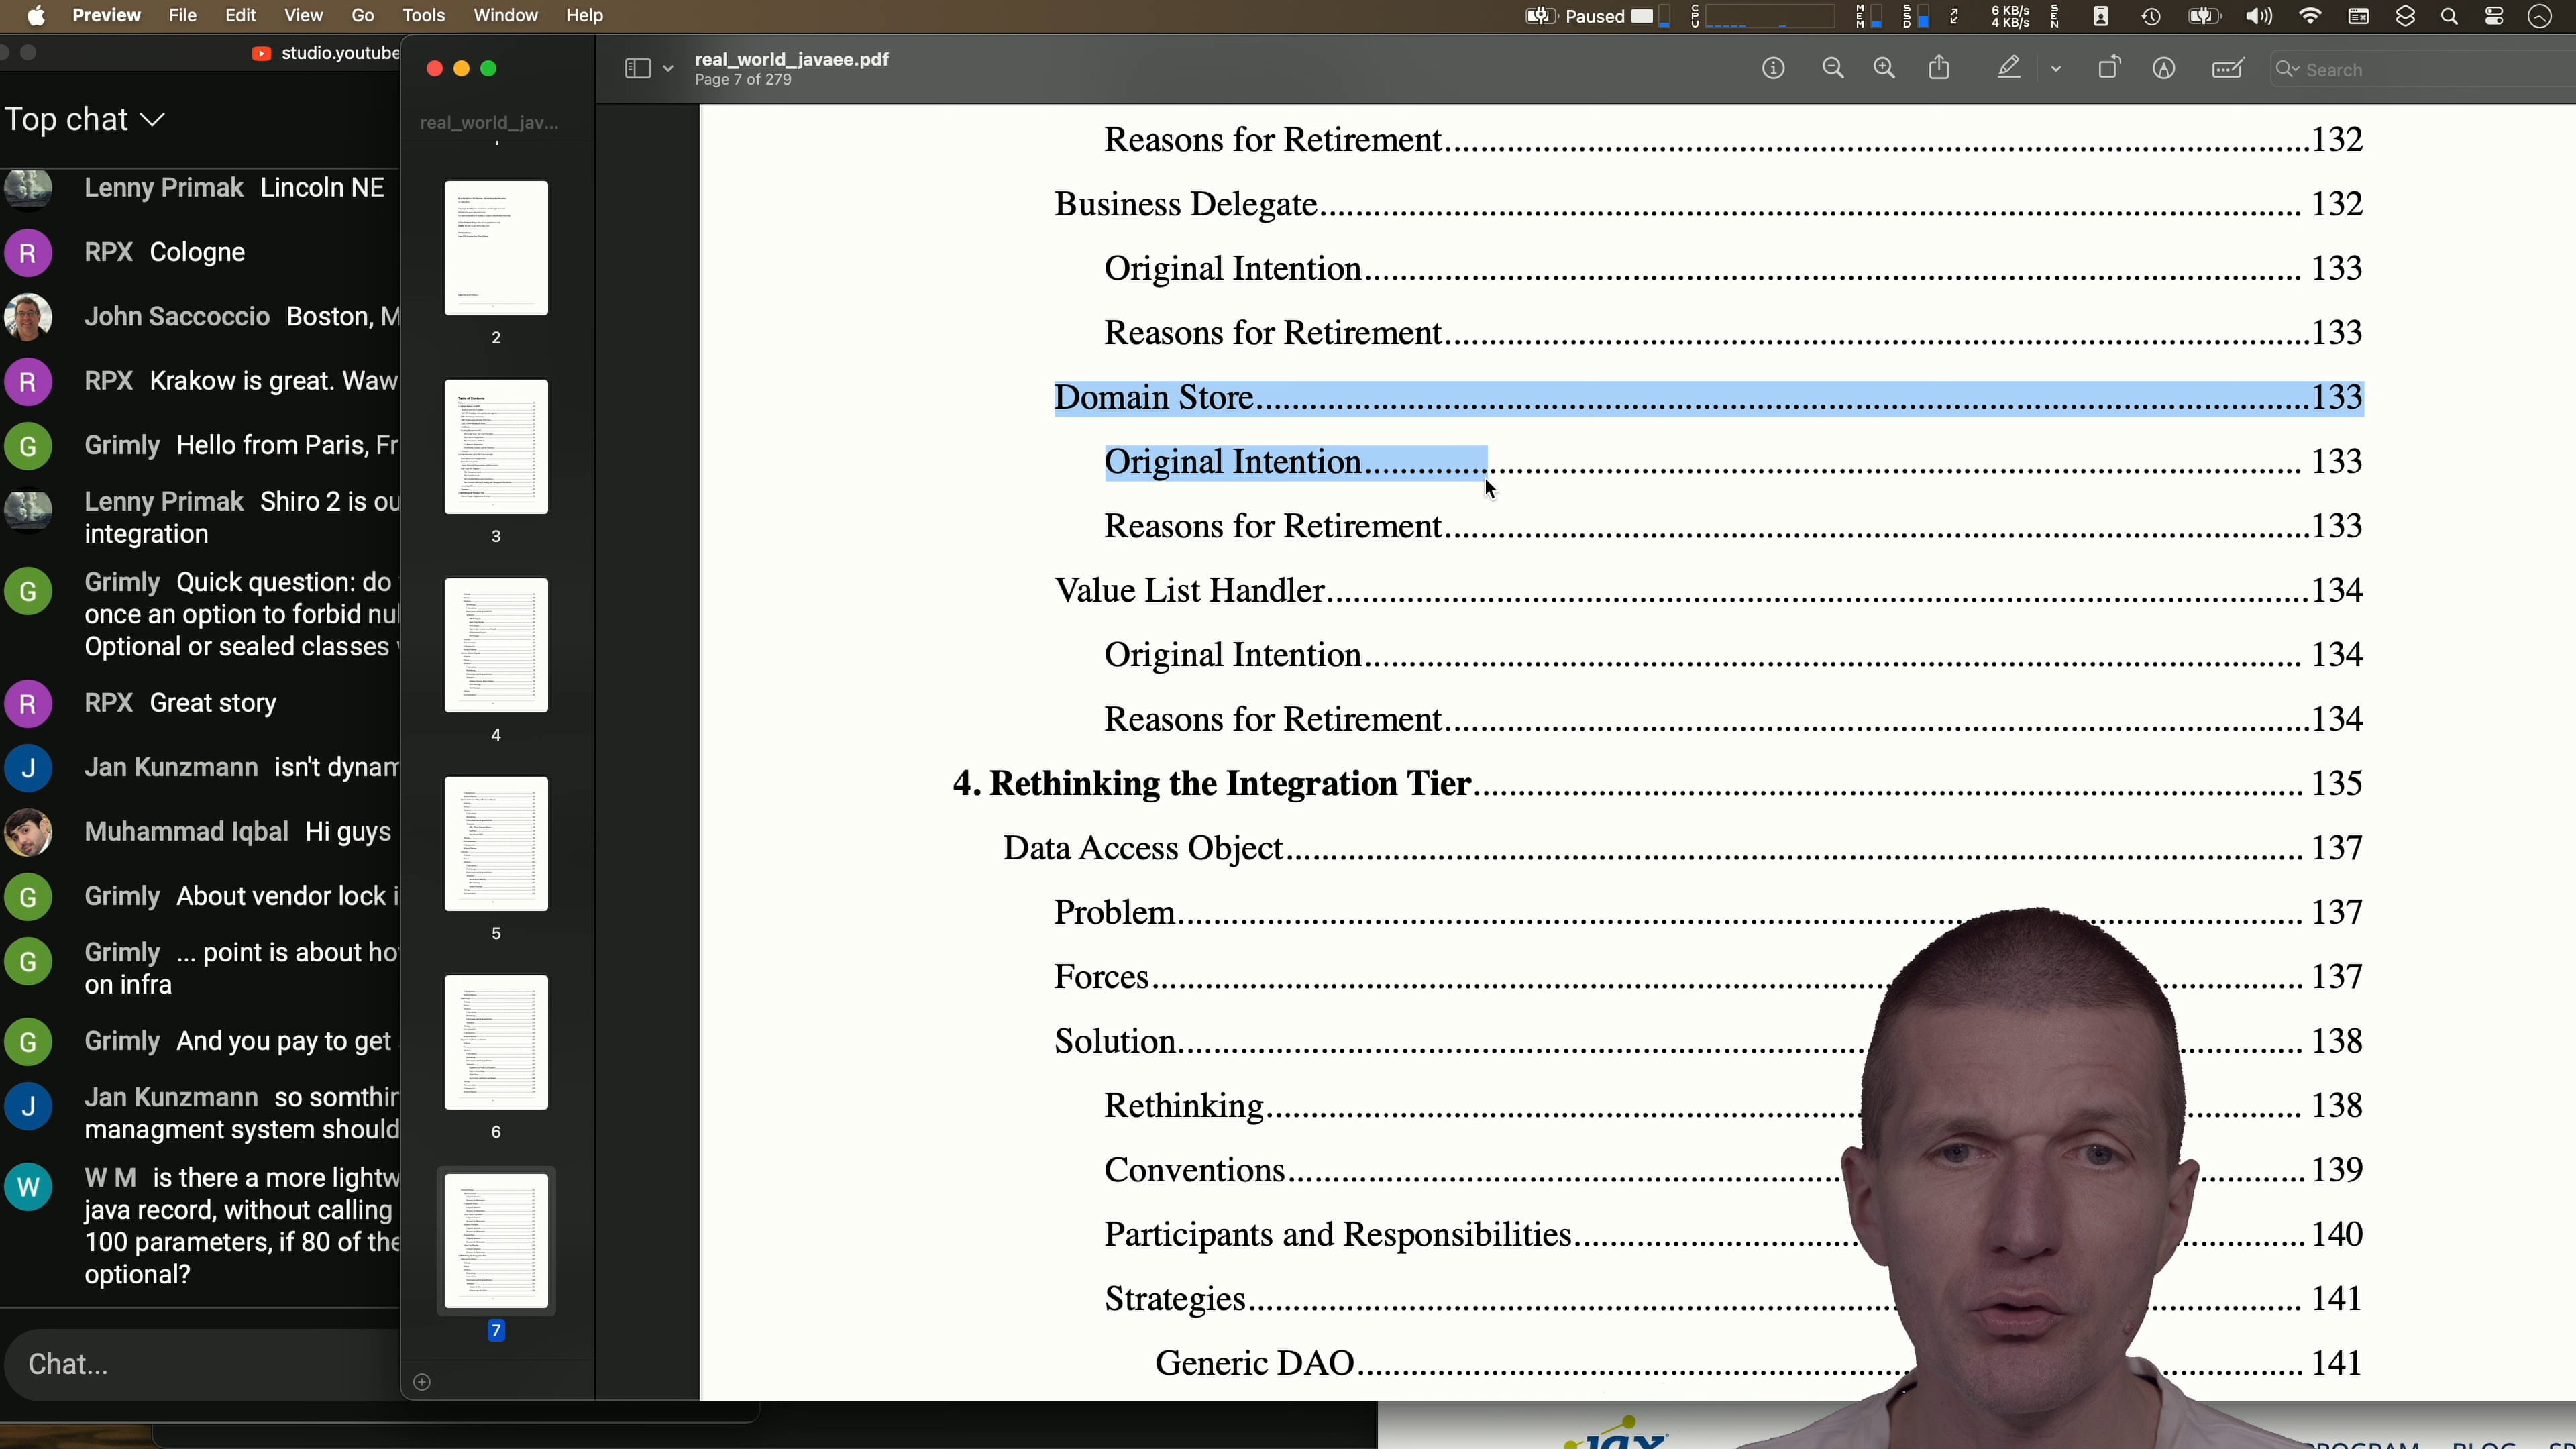 Preview File Edit View Go Tools Window Help
Paused
CPU
MEM
SSD
6 KB/s
4 KB/s
SEN
studio.youtube
Top chat
Lenny Primak Lincoln NE
RPX Cologne
John Saccoccio Boston, M
RPX Krakow is great. Waw
Grimly Hello from Paris, Fr
Lenny Primak Shiro 2 is ou
integration
Grimly Quick question: do
once an option to forbid nul
Optional or sealed classes
RPX Great story
Jan Kunzmann isn't dynam
Muhammad Iqbal Hi guys
Grimly About vendor lock i
Grimly ... point is about ho
on infra
Grimly And you pay to get
Jan Kunzmann so somthin
managment system should
W M is there a more lightw
java record, without calling
100 parameters, if 80 of the
optional?
Chat...
real_world_jav...
2
3
4
5
6
7
real_world_javaee.pdf
Page 7 of 279
Search
Reasons for Retirement.....132
Business Delegate..... 132
Original Intention..... 133
Reasons for Retirement.....133
Domain Store.....133
Original Intention..... 133
Reasons for Retirement.....133
Value List Handler.....134
Original Intention..... 134
Reasons for Retirement.....134
4. Rethinking the Integration Tier..... 135
Data Access Object..... 137
Problem..... 137
Forces..... 137
Solution..... 138
Rethinking..... 138
Conventions..... 139
Participants and Responsibilities..... 140
Strategies..... 141
Generic DAO..... 141
jax
PROGRAM BLOG